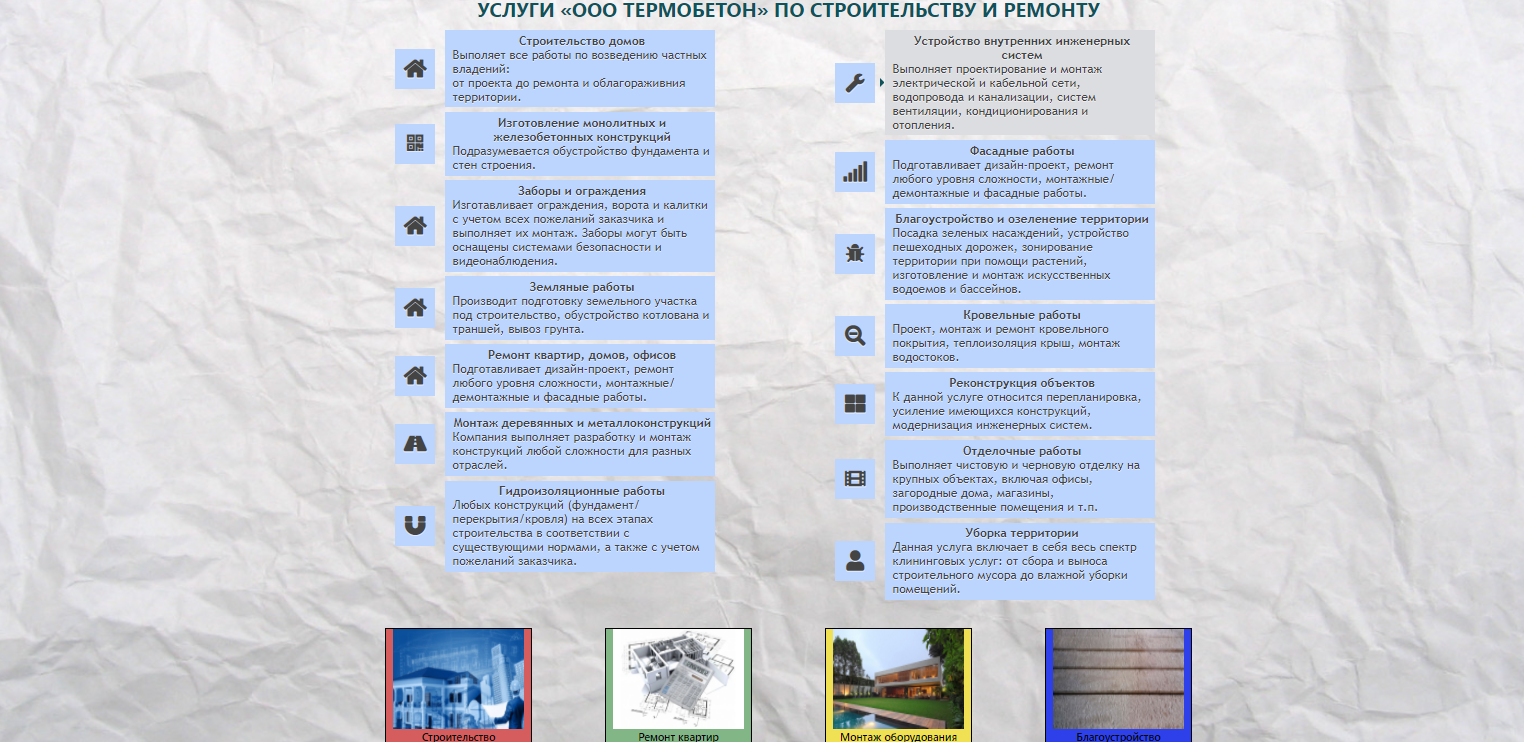 УСЛУГИ «ООО ТЕРМОБЕТОН» ПО СТРОИТЕЛЬСТВУ И РЕМОНТУ
Строительство домов
Выполяет все работы по возведению частных
владений:
от проекта до ремонта и облагораживния
территории.
Изготовление монолитных и
железобетонных конструкций
Подразумевается обустройство фундамента и
стен строения.
Заборы и ограждения
Изготавливает ограждения, ворота и калитки
с учетом всех пожеланий заказчика и
выполняет их монтаж. Заборы могут быть
оснащены системами безопасности и
видеонаблюдения.
Земляные работы
Производит подготовку земельного участка
под строительство, обустройство котлована и
траншей, вывоз грунта.
Ремонт квартир, домов, офисов
Подготавливает дизайн-проект, ремонт
любого уровня сложности, монтажные/
демонтажные и фасадные работы.
Монтаж деревянных и металлоконструкций
Компания выполняет разработку и монтаж
конструкций любой сложности для разных
отраслей.
Гидроизоляционные работы
Любых конструкций (фундамент/
перекрытия/кровля) на всех этапах
строительства в соответствии с
существующими нормами, а также с учетом
пожеланий заказчика.
Устройство внутренних инженерных
систем
Выполняет проектирование и монтаж
электрической и кабельной сети,
водопровода и канализации, систем
вентиляции, кондиционирования и
отопления.
Фасадные работы
Подготавливает дизайн-проект, ремонт
любого уровня сложности, монтажные/
демонтажные и фасадные работы.
Благоустройство и озеленение территории
Посадка зеленых насаждений, устройство
пешеходных дорожек, зонирование
территории при помощи растений,
изготовление и монтаж искусственных
водоемов и бассейнов.
Кровельные работы
Проект, монтаж и ремонт кровельного
покрытия, теплоизоляция крыш, монтаж
водостоков.
Реконструкция объектов
К данной услуге относится перепланировка,
усиление имеющихся конструкций,
модернизация инженерных систем.
Отделочные работы
Выполняет чистовую и черновую отделку на
крупных объектах, включая офисы,
загородные дома, магазины,
производственные помещения и т.п.
Уборка территории
Данная услуга включает в себя весь спектр
клининговых услуг: от сбора и выноса
строительного мусора до влажной уборки
помещений.
Строительство
Ремонт квартир
Монтаж оборудования
Благоустройство